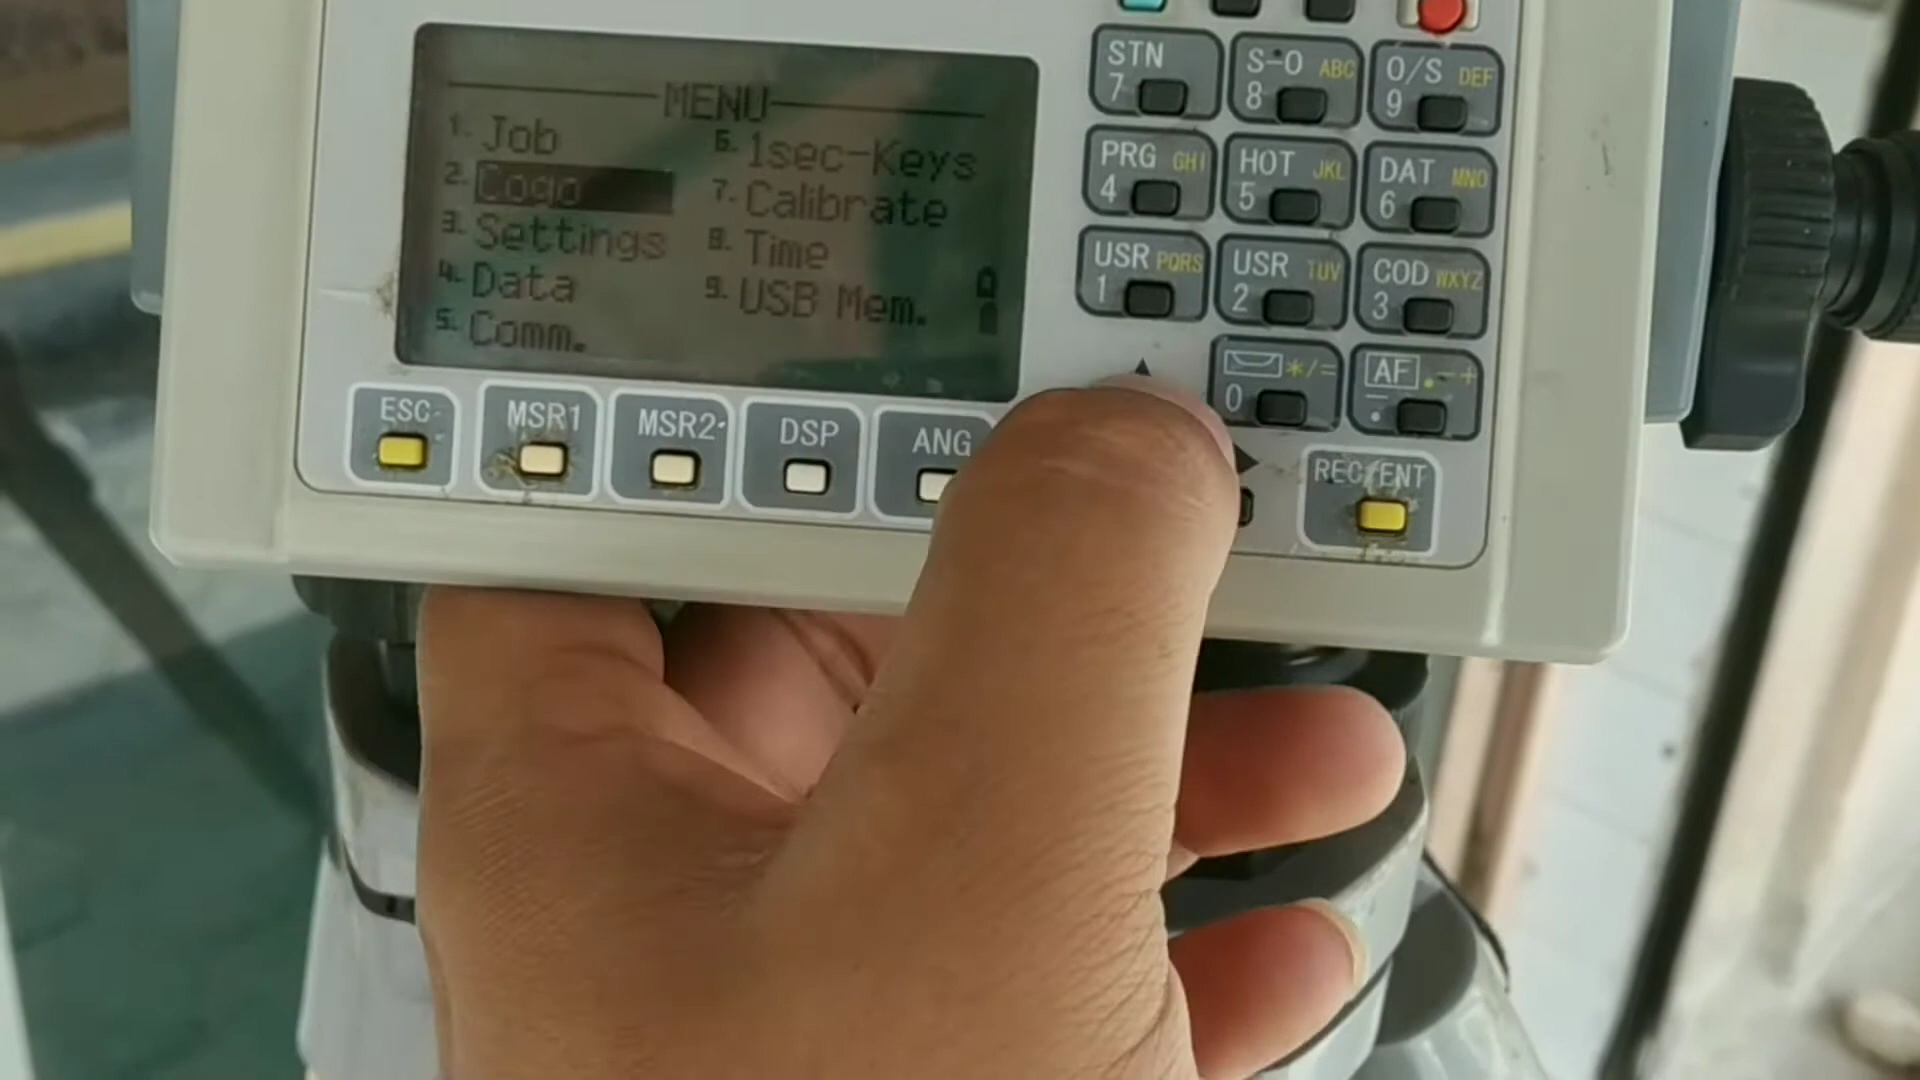 MENU
1. Job
2. Cogo
3. Settings
4. Data
5. Comm.
6. 1sec-Keys
7. Calibrate
8. Time
9. USB Mem.
STN
7
S-O ABC
8
O/S DEF
9
PRG GHI
4
HOT JKL
5
DAT MNO
6
USR PQRS
1
USR TUV
2
COD WXYZ
3
*/=
0
AF .-+
.
ESC
MSR1
MSR2
DSP
ANG
REC/ENT